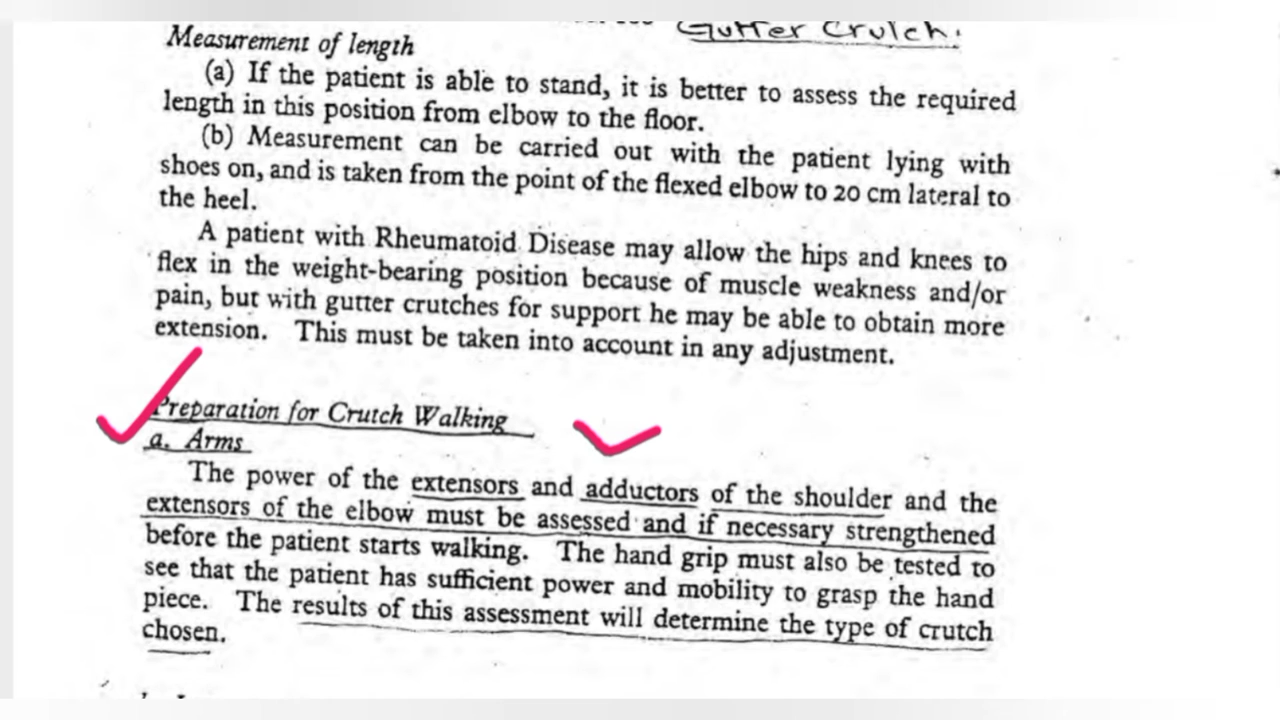 Gutter Crutch.
Measurement of length
(a) If the patient is able to stand, it is better to assess the required
length in this position from elbow to the floor.
(b) Measurement can be carried out with the patient lying with
shoes on, and is taken from the point of the flexed elbow to 20 cm lateral to
the heel.
A patient with Rheumatoid Disease may allow the hips and knees to
flex in the weight-bearing position because of muscle weakness and/or
pain, but with gutter crutches for support he may be able to obtain more
extension. This must be taken into account in any adjustment.
Preparation for Crutch Walking
a. Arms
The power of the extensors and adductors of the shoulder and the
extensors of the elbow must be assessed and if necessary strengthened
before the patient starts walking. The hand grip must also be tested to
see that the patient has sufficient power and mobility to grasp the hand
piece. The results of this assessment will determine the type of crutch
chosen.